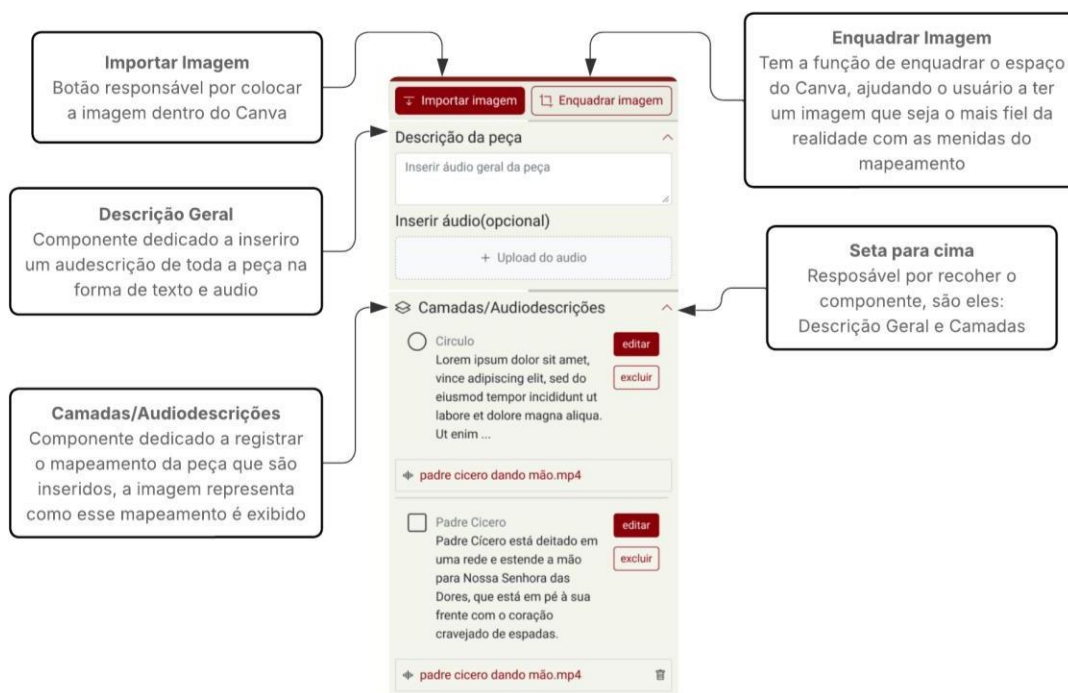 Importar Imagem
Botão responsável por colocar
a imagem dentro do Canva
Enquadrar Imagem
Tem a função de enquadrar o espaço
do Canva, ajudando o usuário a ter
um imagem que seja o mais fiel da
realidade com as menidas do
mapeamento
Descrição Geral
Componente dedicado a inseriro
um audescrição de toda a peça na
forma de texto e audio
Seta para cima
Resposável por recoher o
componente, são eles:
Descrição Geral e Camadas
Camadas/Audiodescrições
Componente dedicado a registrar
o mapeamento da peça que são
inseridos, a imagem representa
como esse mapeamento é exibido
Importar imagem
Enquadrar imagem
Descrição da peça
Inserir áudio geral da peça
Inserir áudio(opcional)
+ Upload do audio
Camadas/Audiodescrições
Circulo
editar
Lorem ipsum dolor sit amet,
vince adipiscing elit, sed do
excluir
eiusmod tempor incididunt ut
labore et dolore magna aliqua.
Ut enim ...
padre cicero dando mão.mp4
Padre Cicero
editar
Padre Cícero está deitado em
uma rede e estende a mão
excluir
para Nossa Senhora das
Dores, que está em pé à sua
frente com o coração
cravejado de espadas.
padre cicero dando mão.mp4